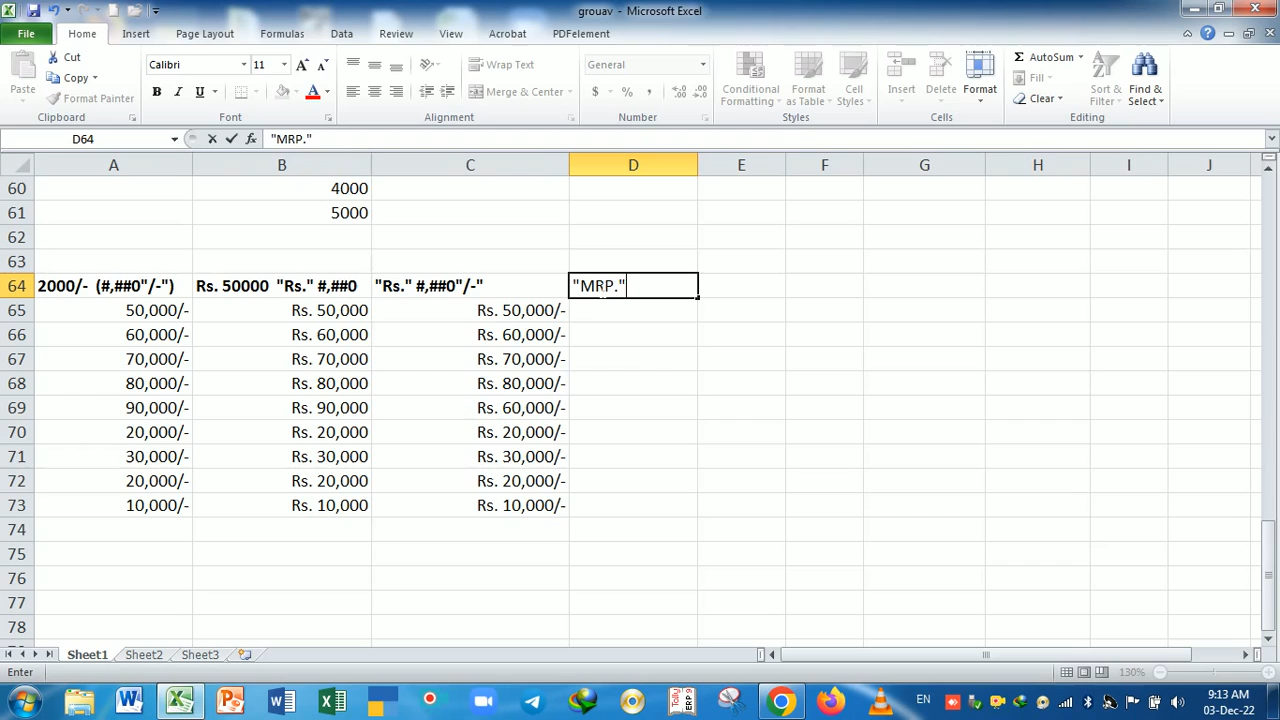 grouav - Microsoft Excel
File Home Insert Page Layout Formulas Data Review View Acrobat PDFelement
Paste
Cut
Copy
Format Painter
Clipboard
Calibri 11
B I U
Font
Wrap Text
Merge & Center
Alignment
General
$ % ,
Number
Conditional Formatting
Format as Table
Cell Styles
Styles
Insert Delete Format
Cells
AutoSum
Fill
Clear
Sort & Filter
Find & Select
Editing
D64 fx "MRP."
A B C D E F G H I J
60 4000
61 5000
62
63
64 2000/- (#,##0"/-") Rs. 50000 "Rs." #,##0 "Rs." #,##0"/-" "MRP."
65 50,000/- Rs. 50,000 Rs. 50,000/-
66 60,000/- Rs. 60,000 Rs. 60,000/-
67 70,000/- Rs. 70,000 Rs. 70,000/-
68 80,000/- Rs. 80,000 Rs. 80,000/-
69 90,000/- Rs. 90,000 Rs. 60,000/-
70 20,000/- Rs. 20,000 Rs. 20,000/-
71 30,000/- Rs. 30,000 Rs. 30,000/-
72 20,000/- Rs. 20,000 Rs. 20,000/-
73 10,000/- Rs. 10,000 Rs. 10,000/-
74
75
76
77
78
Sheet1 Sheet2 Sheet3
Enter 130%
EN 9:13 AM
03-Dec-22